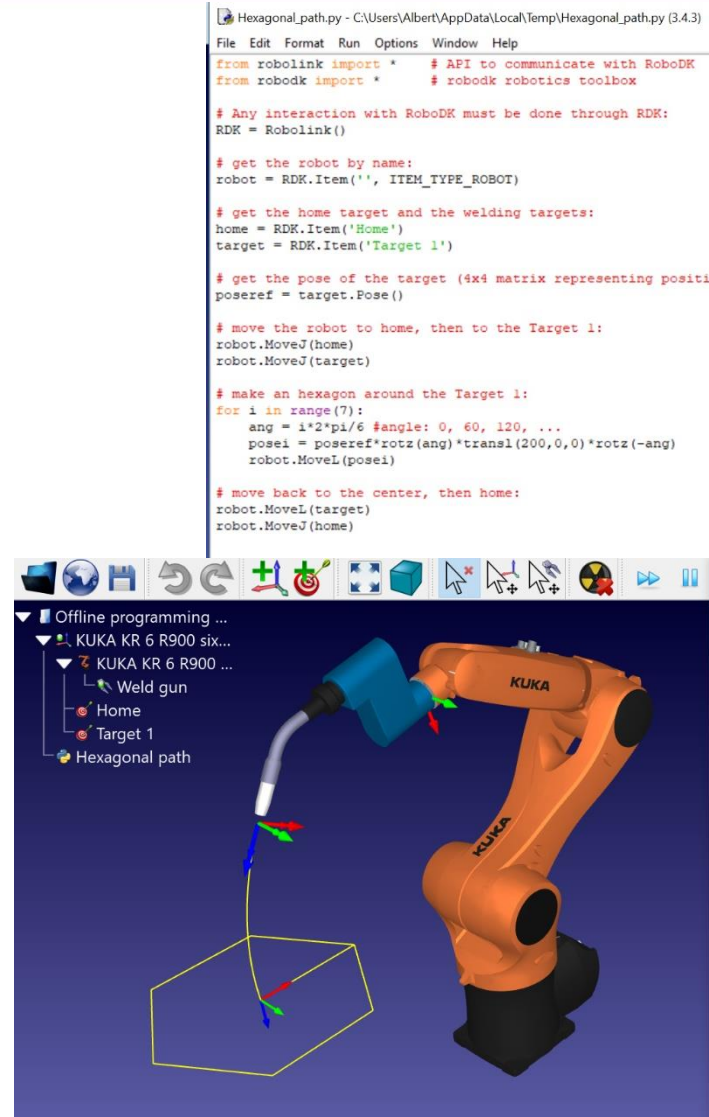 Hexagonal_path.py - C:\Users\Albert\AppData\Local\Temp\Hexagonal_path.py (3.4.3)
File Edit Format Run Options Window Help
from robolink import *    # API to communicate with RoboDK
from robodk import *      # robodk robotics toolbox

# Any interaction with RoboDK must be done through RDK:
RDK = Robolink()

# get the robot by name:
robot = RDK.Item('', ITEM_TYPE_ROBOT)

# get the home target and the welding targets:
home = RDK.Item('Home')
target = RDK.Item('Target 1')

# get the pose of the target (4x4 matrix representing positi
poseref = target.Pose()

# move the robot to home, then to the Target 1:
robot.MoveJ(home)
robot.MoveJ(target)

# make an hexagon around the Target 1:
for i in range(7):
    ang = i*2*pi/6 #angle: 0, 60, 120, ...
    posei = poseref*rotz(ang)*transl(200,0,0)*rotz(-ang)
    robot.MoveL(posei)

# move back to the center, then home:
robot.MoveL(target)
robot.MoveJ(home)
Offline programming ...
KUKA KR 6 R900 six...
KUKA KR 6 R900 ...
Weld gun
Home
Target 1
Hexagonal path
KUKA
KUKA